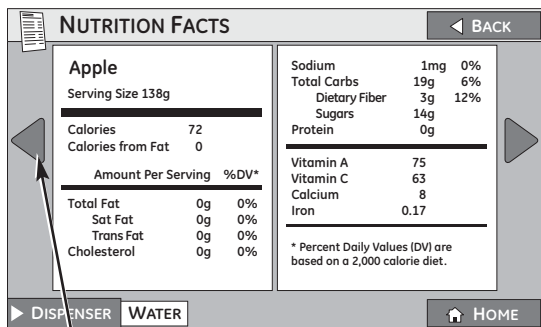 NUTRITION FACTS
BACK
Apple
Serving Size 138g
Calories 72
Calories from Fat 0
Amount Per Serving %DV*
Total Fat 0g 0%
Sat Fat 0g 0%
Trans Fat 0g 0%
Cholesterol 0g 0%
Sodium 1mg 0%
Total Carbs 19g 6%
Dietary Fiber 3g 12%
Sugars 14g
Protein 0g
Vitamin A 75
Vitamin C 63
Calcium 8
Iron 0.17
* Percent Daily Values (DV) are
based on a 2,000 calorie diet.
DISPENSER WATER
HOME